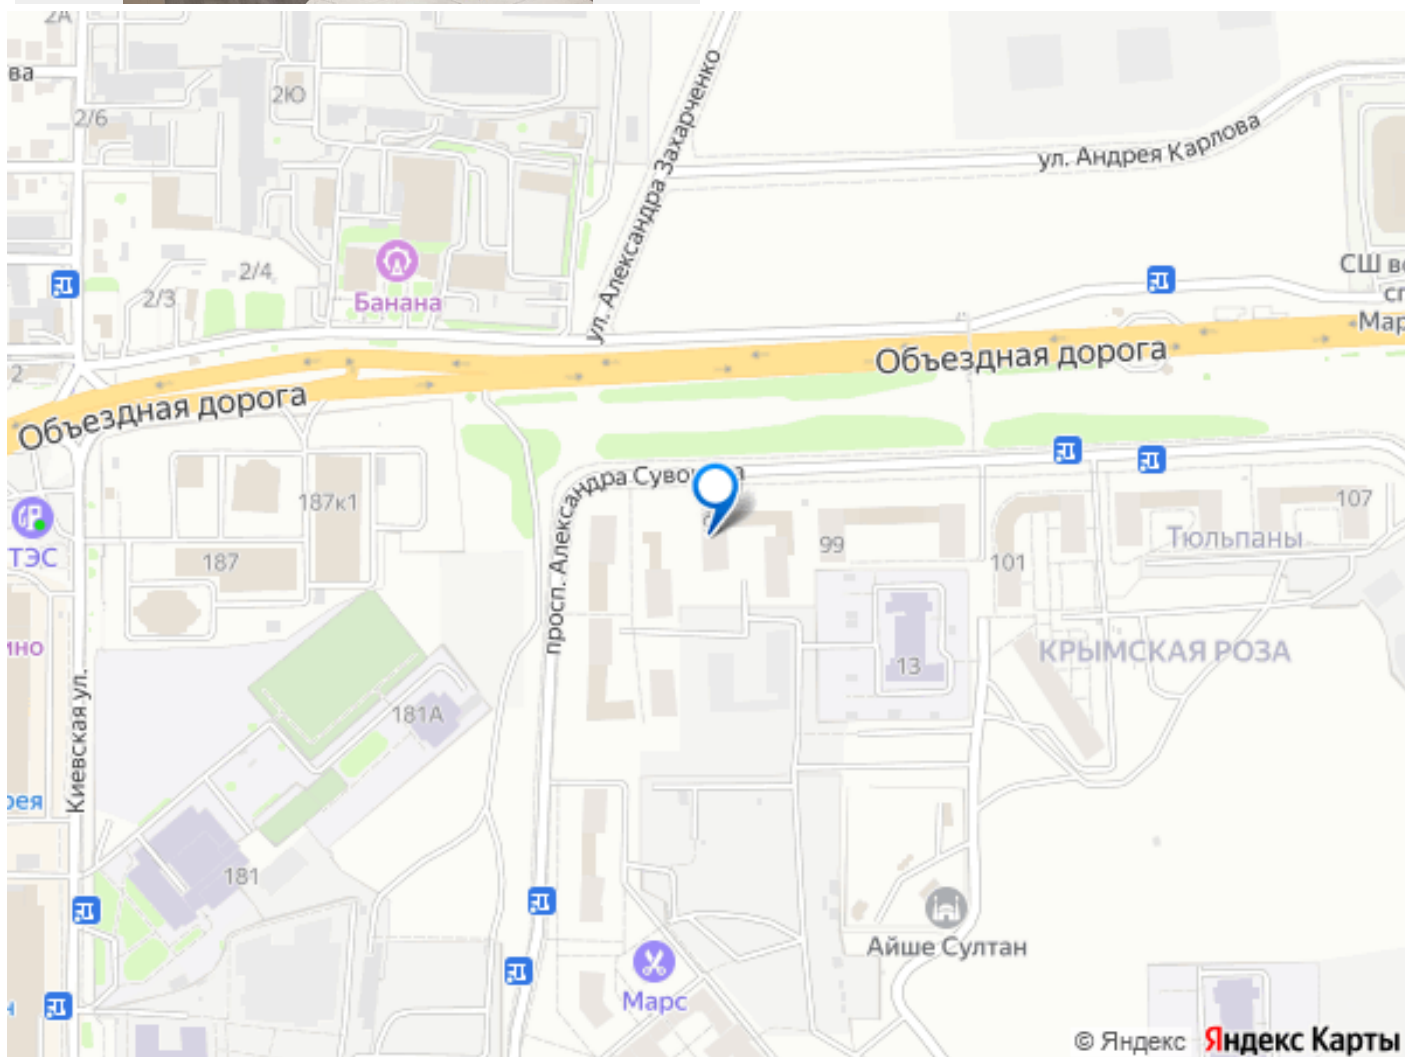 2А
ва
2Ю
2/6
ул. Александра Захарченко
ул. Андрея Карлова
2/4
2/3
Банана
СШ
Мар
2
Объездная дорога
Объездная дорога
просп. Александра
187к1
107
ТЭС
187
99
101
Тюльпаны
ино
13
КРЫМСКАЯ РОЗА
Киевская ул.
181А
рея
181
Айше Султан
Марс
© Яндекс Яндекс Карты